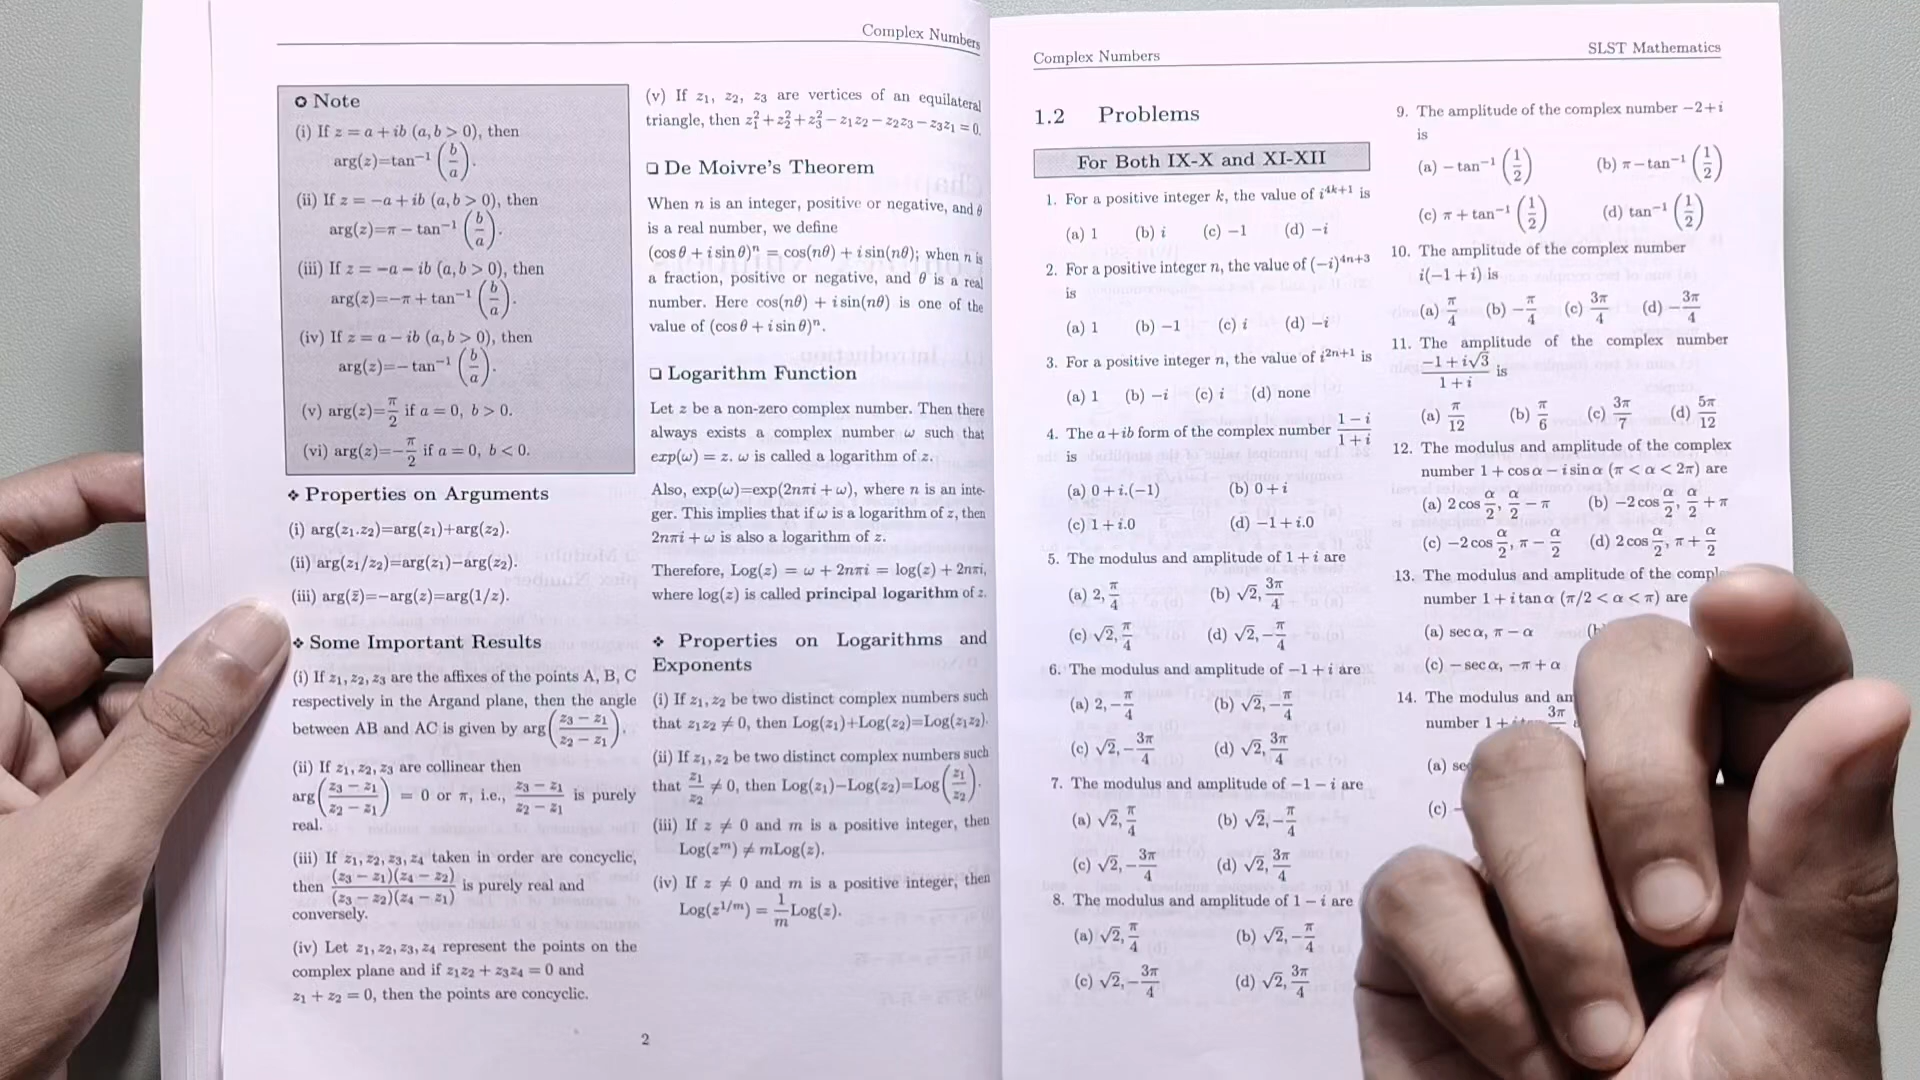 Complex Numbers
✪ Note
(i) If z = a + ib (a, b > 0), then
arg(z)=tan⁻¹ (b/a).
(ii) If z = −a + ib (a, b > 0), then
arg(z)=π − tan⁻¹ (b/a).
(iii) If z = −a − ib (a, b > 0), then
arg(z)=−π + tan⁻¹ (b/a).
(iv) If z = a − ib (a, b > 0), then
arg(z)=− tan⁻¹ (b/a).
(v) arg(z)=π/2 if a = 0, b > 0.
(vi) arg(z)=−π/2 if a = 0, b < 0.
❖ Properties on Arguments
(i) arg(z₁.z₂)=arg(z₁)+arg(z₂).
(ii) arg(z₁/z₂)=arg(z₁)−arg(z₂).
(iii) arg(z̄)=−arg(z)=arg(1/z).
❖ Some Important Results
(i) If z₁, z₂, z₃ are the affixes of the points A, B, C
respectively in the Argand plane, then the angle
between AB and AC is given by arg((z₃ − z₁)/(z₂ − z₁)).
(ii) If z₁, z₂, z₃ are collinear then
arg((z₃ − z₁)/(z₂ − z₁)) = 0 or π, i.e., (z₃ − z₁)/(z₂ − z₁) is purely
real.
(iii) If z₁, z₂, z₃, z₄ taken in order are concyclic,
then (z₃ − z₁)(z₄ − z₂)/(z₃ − z₂)(z₄ − z₁) is purely real and
conversely.
(iv) Let z₁, z₂, z₃, z₄ represent the points on the
complex plane and if z₁z₂ + z₃z₄ = 0 and
z₁ + z₂ = 0, then the points are concyclic.
(v) If z₁, z₂, z₃ are vertices of an equilateral
triangle, then z₁² + z₂² + z₃² − z₁z₂ − z₂z₃ − z₃z₁ = 0.
❏ De Moivre's Theorem
When n is an integer, positive or negative, and θ
is a real number, we define
(cos θ + i sin θ)ⁿ = cos(nθ) + i sin(nθ); when n is
a fraction, positive or negative, and θ is a real
number. Here cos(nθ) + i sin(nθ) is one of the
value of (cos θ + i sin θ)ⁿ.
❏ Logarithm Function
Let z be a non-zero complex number. Then there
always exists a complex number ω such that
exp(ω) = z. ω is called a logarithm of z.
Also, exp(ω)=exp(2nπi + ω), where n is an inte-
ger. This implies that if ω is a logarithm of z, then
2nπi + ω is also a logarithm of z.
Therefore, Log(z) = ω + 2nπi = log(z) + 2nπi,
where log(z) is called principal logarithm of z.
❖ Properties on Logarithms and
Exponents
(i) If z₁, z₂ be two distinct complex numbers such
that z₁z₂ ≠ 0, then Log(z₁)+Log(z₂)=Log(z₁z₂).
(ii) If z₁, z₂ be two distinct complex numbers such
that z₁/z₂ ≠ 0, then Log(z₁)−Log(z₂)=Log(z₁/z₂).
(iii) If z ≠ 0 and m is a positive integer, then
Log(zᵐ) ≠ mLog(z).
(iv) If z ≠ 0 and m is a positive integer, then
Log(z^(1/m)) = 1/m Log(z).
2
Complex Numbers SLST Mathematics
1.2 Problems
For Both IX-X and XI-XII
1. For a positive integer k, the value of i⁴ᵏ⁺¹ is
(a) 1 (b) i (c) −1 (d) −i
2. For a positive integer n, the value of (−i)⁴ⁿ⁺³
is
(a) 1 (b) −1 (c) i (d) −i
3. For a positive integer n, the value of i²ⁿ⁺¹ is
(a) 1 (b) −i (c) i (d) none
4. The a+ib form of the complex number (1 − i)/(1 + i)
is
(a) 0 + i.(−1) (b) 0 + i
(c) 1 + i.0 (d) −1 + i.0
5. The modulus and amplitude of 1 + i are
(a) 2, π/4 (b) √2, 3π/4
(c) √2, π/4 (d) √2, −π/4
6. The modulus and amplitude of −1 + i are
(a) 2, −π/4 (b) √2, −π/4
(c) √2, −3π/4 (d) √2, 3π/4
7. The modulus and amplitude of −1 − i are
(a) √2, π/4 (b) √2, −π/4
(c) √2, −3π/4 (d) √2, 3π/4
8. The modulus and amplitude of 1 − i are
(a) √2, π/4 (b) √2, −π/4
(c) √2, −3π/4 (d) √2, 3π/4
9. The amplitude of the complex number −2 + i
is
(a) − tan⁻¹ (1/2) (b) π − tan⁻¹ (1/2)
(c) π + tan⁻¹ (1/2) (d) tan⁻¹ (1/2)
10. The amplitude of the complex number
i(−1 + i) is
(a) π/4 (b) −π/4 (c) 3π/4 (d) −3π/4
11. The amplitude of the complex number
(−1 + i√3)/(1 + i) is
(a) π/12 (b) π/6 (c) 3π/7 (d) 5π/12
12. The modulus and amplitude of the complex
number 1 + cos α − i sin α (π < α < 2π) are
(a) 2 cos α/2, α/2 − π (b) −2 cos α/2, α/2 + π
(c) −2 cos α/2, π − α/2 (d) 2 cos α/2, π + α/2
13. The modulus and amplitude of the
number 1 + i tan α (π/2 < α < π) are
(a) sec α, π − α
(c) − sec α, −π + α
14. The modulus and
number 1 +
(a)
(c)